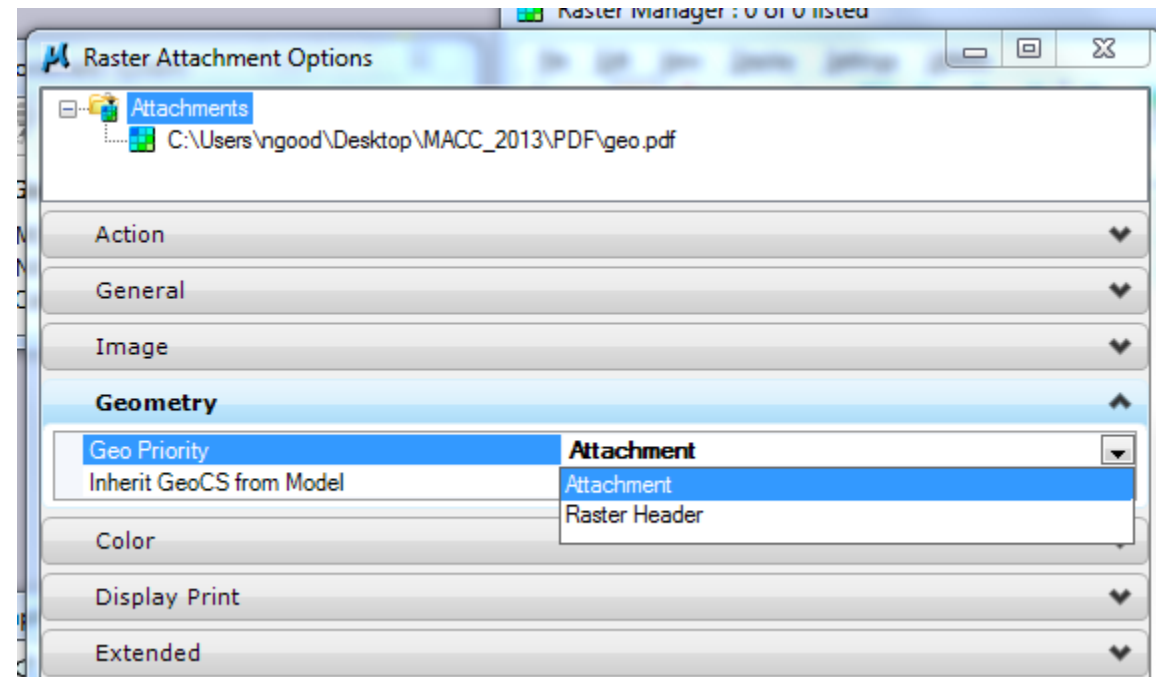 Raster Manager : 0 of 0 listed
Raster Attachment Options
Attachments
C:\Users\ngood\Desktop\MACC_2013\PDF\geo.pdf
Action
General
Image
Geometry
Geo Priority Attachment
Inherit GeoCS from Model Attachment
Raster Header
Color
Display Print
Extended